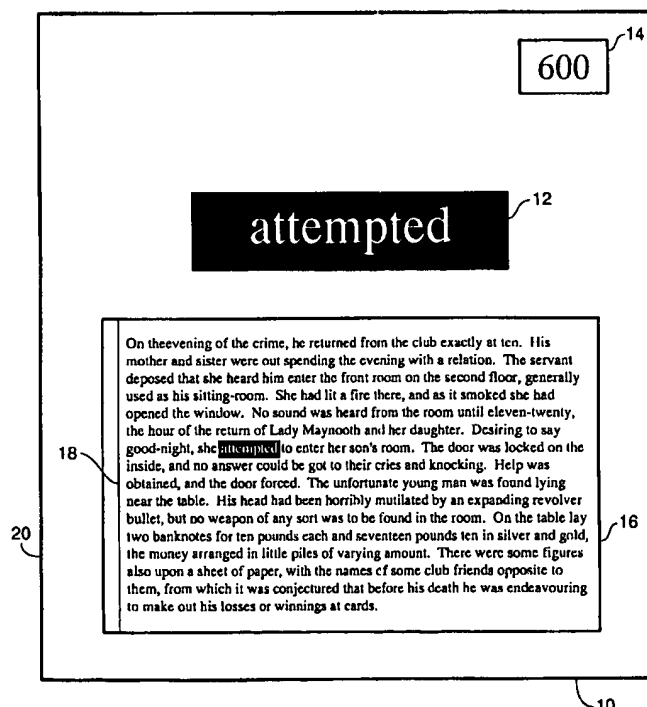 14
600
12
attempted
On theevening of the crime, he returned from the club exactly at ten. His
mother and sister were out spending the evening with a relation. The servant
deposed that she heard him enter the front room on the second floor, generally
used as his sitting-room. She had lit a fire there, and as it smoked she had
opened the window. No sound was heard from the room until eleven-twenty,
the hour of the return of Lady Maynooth and her daughter. Desiring to say
good-night, she attempted to enter her son's room. The door was locked on the
inside, and no answer could be got to their cries and knocking. Help was
obtained, and the door forced. The unfortunate young man was found lying
near the table. His head had been horribly mutilated by an expanding revolver
bullet, but no weapon of any sort was to be found in the room. On the table lay
two banknotes for ten pounds each and seventeen pounds ten in silver and gold,
the money arranged in little piles of varying amount. There were some figures
also upon a sheet of paper, with the names of some club friends opposite to
them, from which it was conjectured that before his death he was endeavouring
to make out his losses or winnings at cards.
18
20
16
10